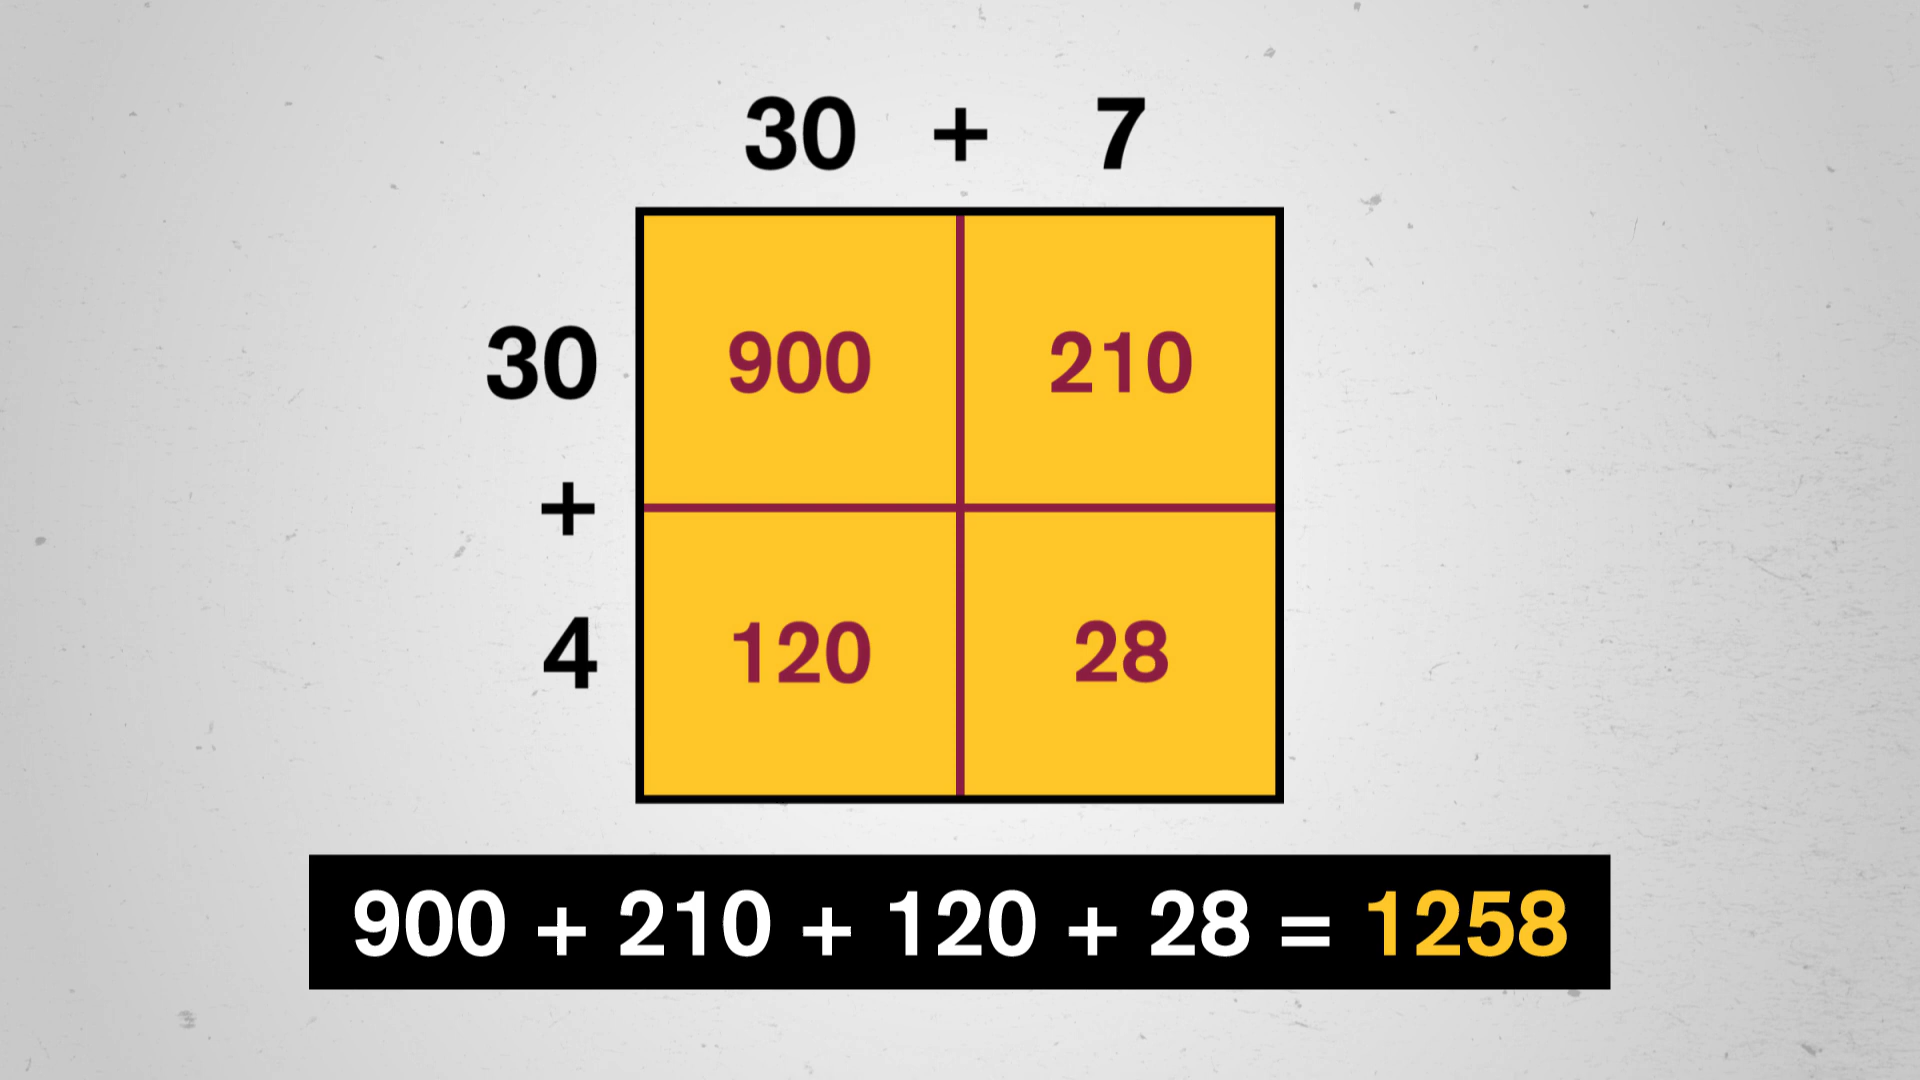 30 + 7
30 900 210
+
4 120 28
900 + 210 + 120 + 28 = 1258